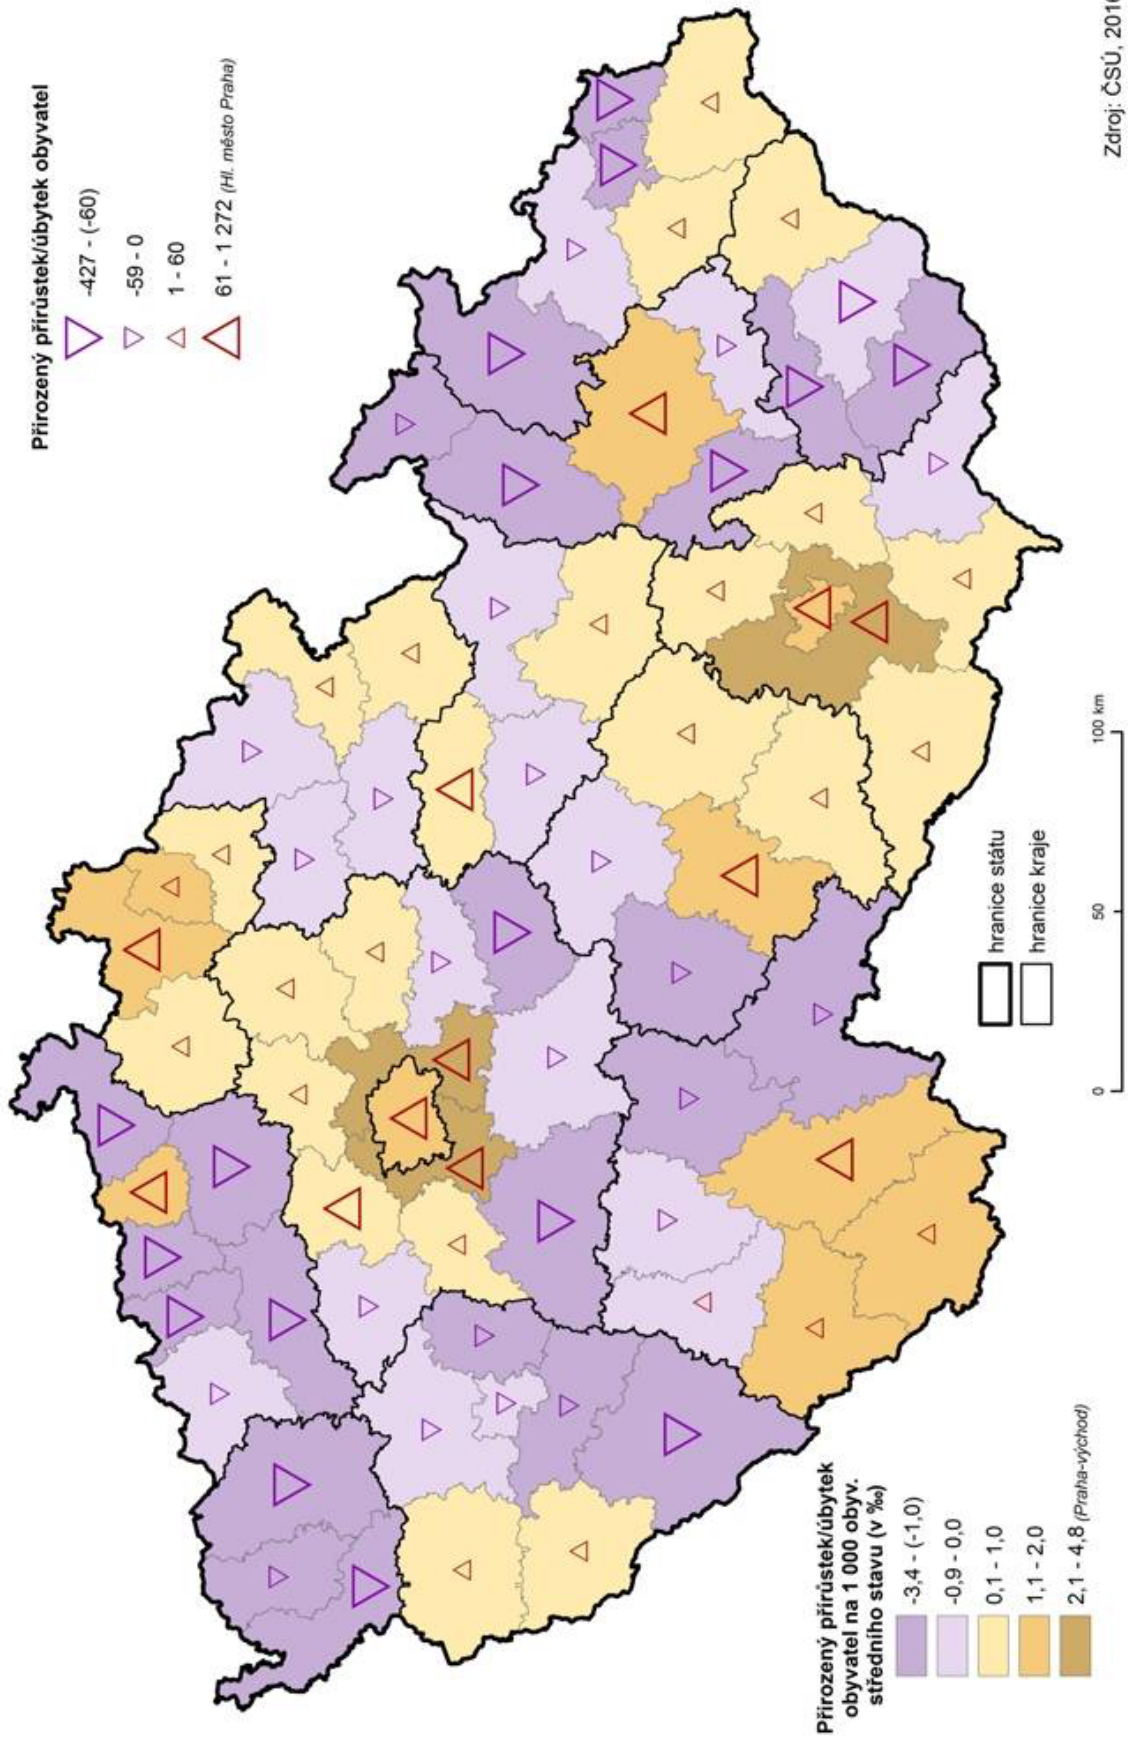 Přirozený přírůstek/úbytek obyvatel
-427 - (-60)
-59 - 0
1 - 60
61 - 1 272 (Hl. město Praha)
Přirozený přírůstek/úbytek
obyvatel na 1 000 obyv.
středního stavu (v ‰)
-3,4 - (-1,0)
-0,9 - 0,0
0,1 - 1,0
1,1 - 2,0
2,1 - 4,8 (Praha-východ)
hranice státu
hranice kraje
0
50
100 km
Zdroj: ČSÚ, 2016